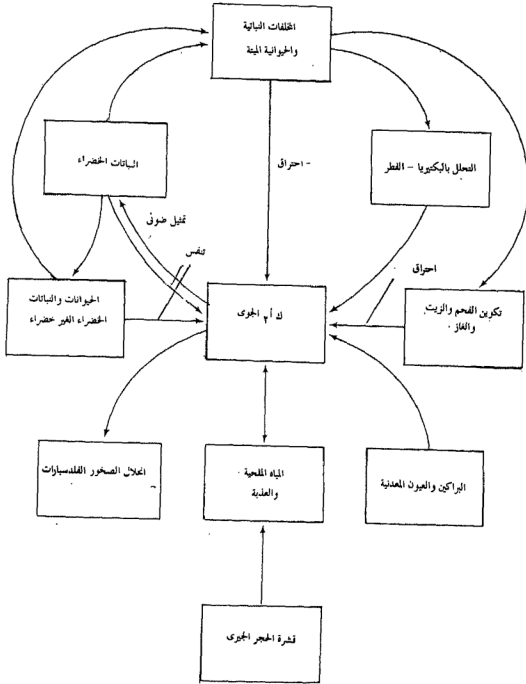 المخلفات النباتية
والحيوانية الميتة
النباتات الخضراء
احتراق -
التحلل بالبكتيريا – الفطر
تمثيل ضوئى
تنفس
احتراق
الحيوانات والنباتات
الخضراء الغير خضراء
ك أ٢ الجوى
تكوين الفحم والزيت
والغاز .
انحلال الصخور الفلدسبارات
المياه الملحية
والعذبة
البراكين والعيون المعدنية
قشرة الحجر الجيرى